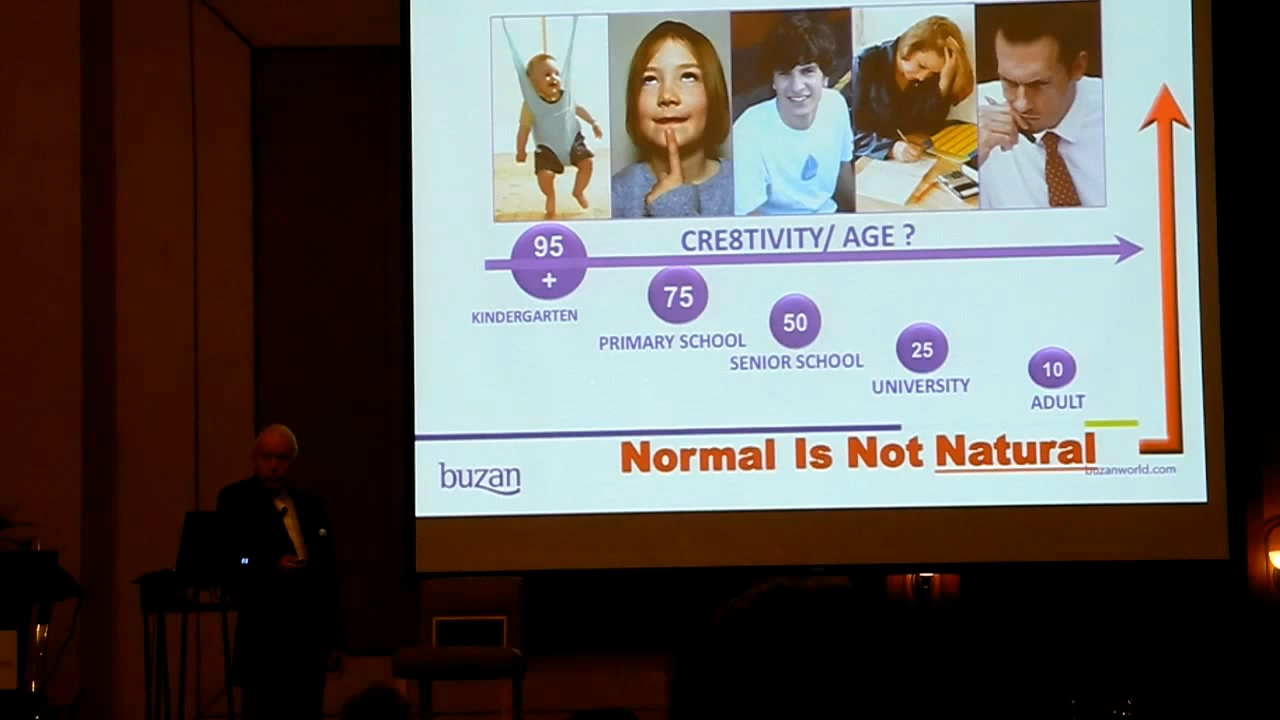 CRE8TIVITY/ AGE ?
95
+
KINDERGARTEN
75
PRIMARY SCHOOL
50
SENIOR SCHOOL
25
UNIVERSITY
10
ADULT
Normal Is Not Natural
buzan
buzanworld.com